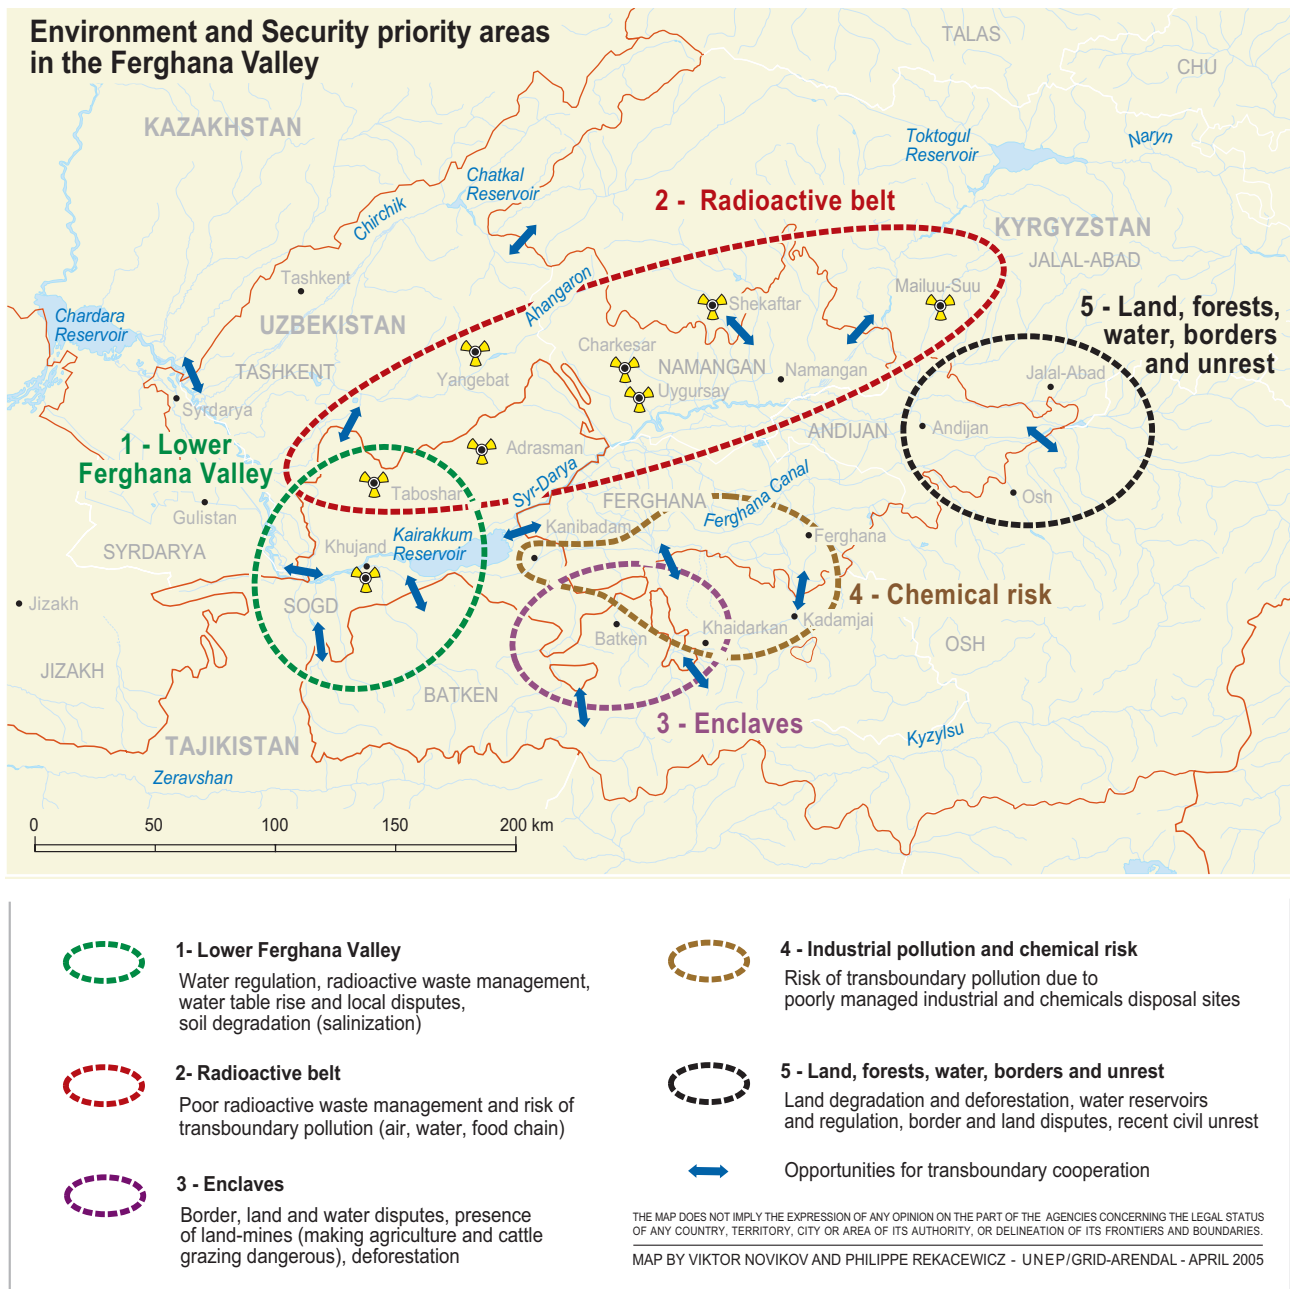 Environment and Security priority areas
in the Ferghana Valley
TALAS
CHU
KAZAKHSTAN
Toktogul
Reservoir
Naryn
Chatkal
Reservoir
Chirchik
2 - Radioactive belt
KYRGYZSTAN
JALAL-ABAD
Tashkent
Ahangaron
Mailuu-Suu
Shekaftar
5 - Land, forests,
water, borders
and unrest
Chardara
Reservoir
UZBEKISTAN
Charkesar
TASHKENT
Yangebat
NAMANGAN
Namangan
Uygursay
Jalal-Abad
Syrdarya
Andijan
ANDIJAN
1 - Lower
Ferghana Valley
Adrasman
Taboshar
Syr-Darya
FERGHANA
Ferghana Canal
Osh
Gulistan
Kanibadam
Kairakkum
Reservoir
Ferghana
SYRDARYA
Khujand
4 - Chemical risk
Jizakh
SOGD
Kadamjai
Batken
Khaidarkan
OSH
JIZAKH
BATKEN
3 - Enclaves
Kyzylsu
TAJIKISTAN
Zeravshan
0 50 100 150 200 km
1- Lower Ferghana Valley
Water regulation, radioactive waste management,
water table rise and local disputes,
soil degradation (salinization)
2- Radioactive belt
Poor radioactive waste management and risk of
transboundary pollution (air, water, food chain)
3 - Enclaves
Border, land and water disputes, presence
of land-mines (making agriculture and cattle
grazing dangerous), deforestation
4 - Industrial pollution and chemical risk
Risk of transboundary pollution due to
poorly managed industrial and chemicals disposal sites
5 - Land, forests, water, borders and unrest
Land degradation and deforestation, water reservoirs
and regulation, border and land disputes, recent civil unrest
Opportunities for transboundary cooperation
THE MAP DOES NOT IMPLY THE EXPRESSION OF ANY OPINION ON THE PART OF THE AGENCIES CONCERNING THE LEGAL STATUS
OF ANY COUNTRY, TERRITORY, CITY OR AREA OF ITS AUTHORITY, OR DELINEATION OF ITS FRONTIERS AND BOUNDARIES.
MAP BY VIKTOR NOVIKOV AND PHILIPPE REKACEWICZ - UNEP/GRID-ARENDAL - APRIL 2005